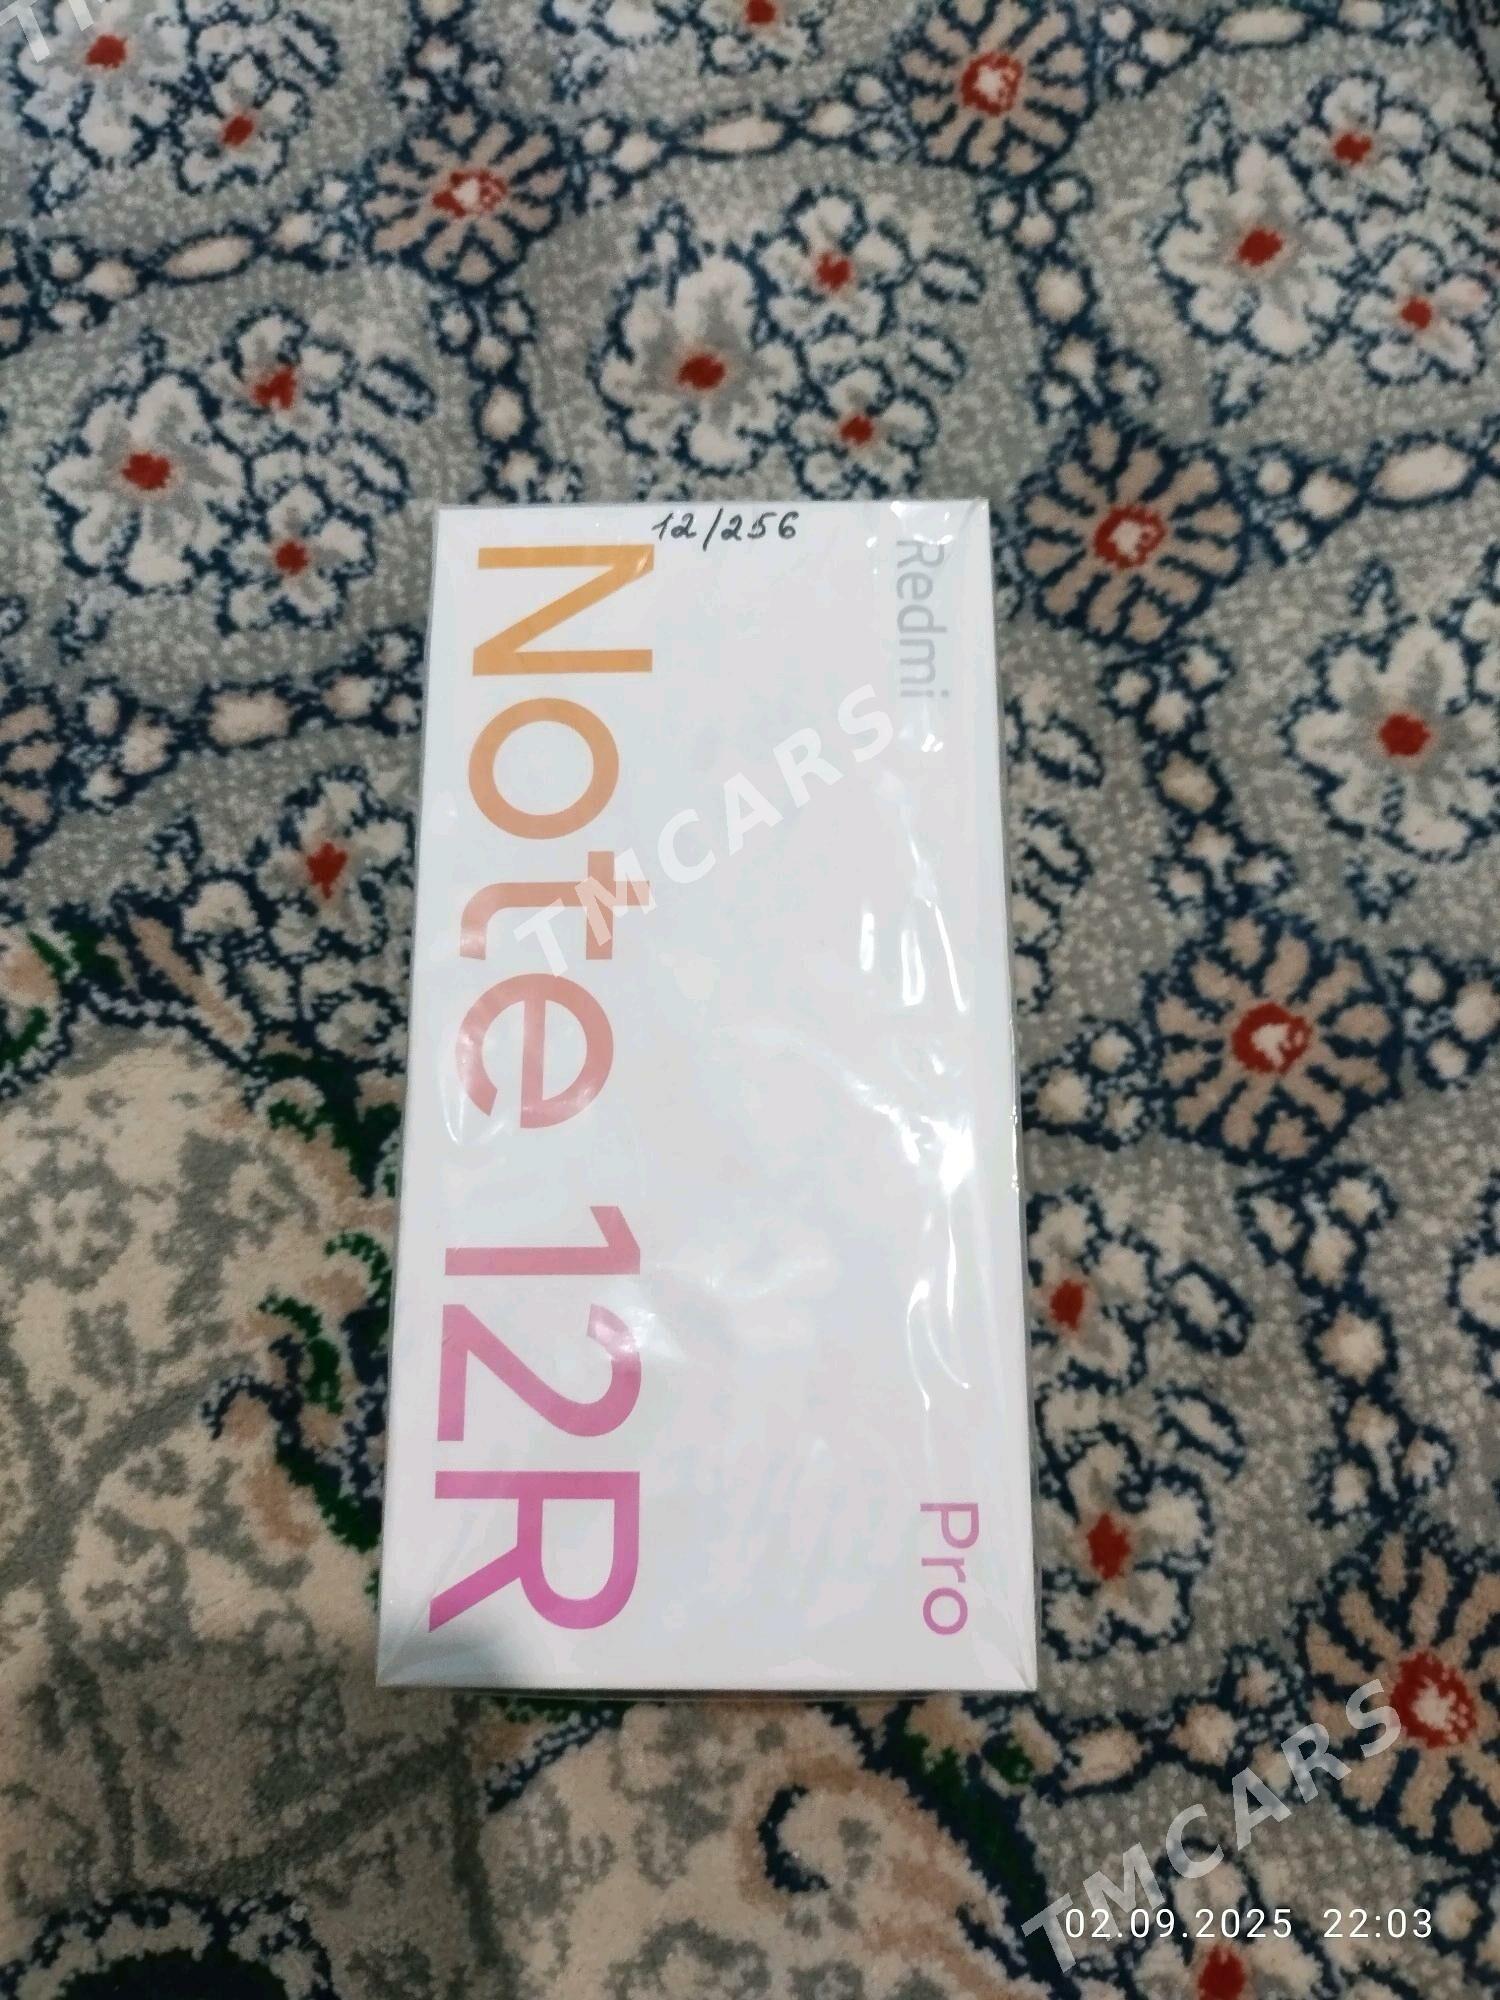 12/256
Redmi
Note 12R
Pro
TMCARS
TMCARS
02.09.2025 22:03